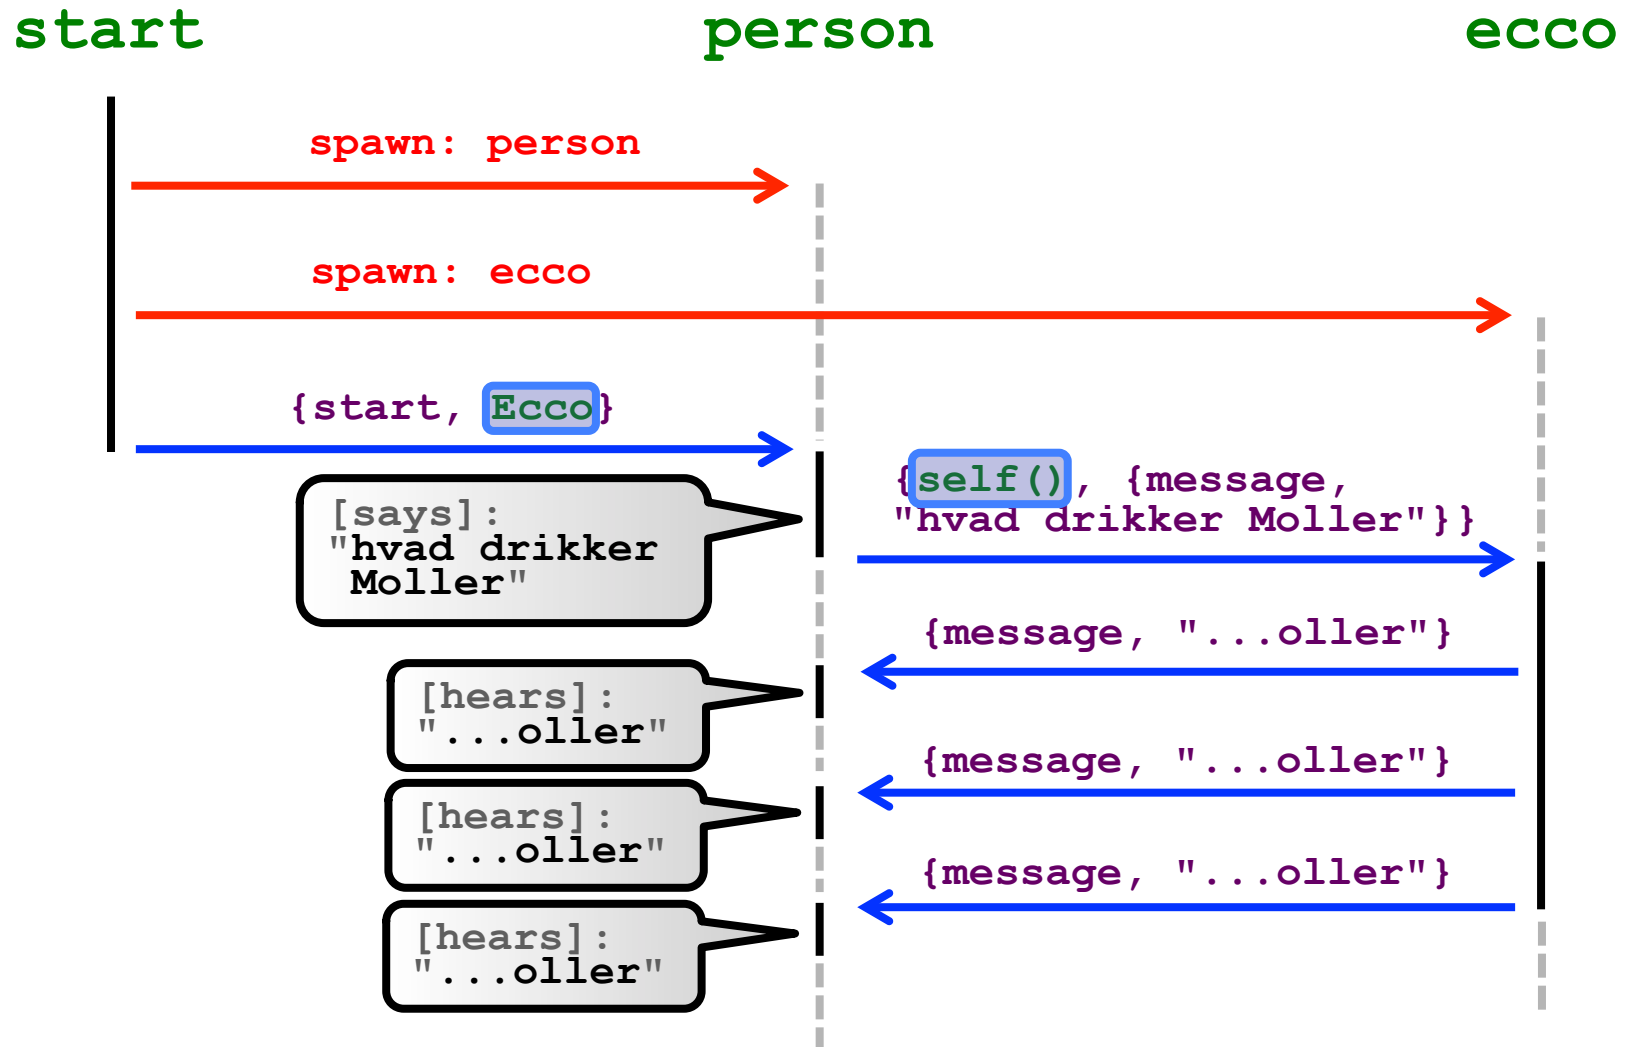 start person ecco
spawn: person
spawn: ecco
{start, Ecco}
{self(), {message,
"hvad drikker Moller"}}
[says]:
"hvad drikker
Moller"
{message, "...oller"}
[hears]:
"...oller"
{message, "...oller"}
[hears]:
"...oller"
{message, "...oller"}
[hears]:
"...oller"